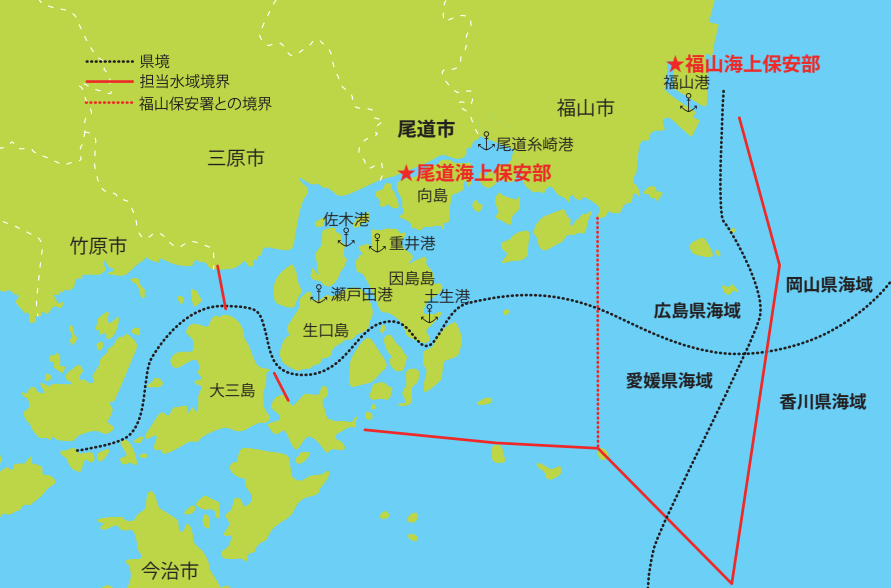 県境
担当水域境界
福山保安署との境界
★福山海上保安部
福山港
福山市
尾道市
尾道糸崎港
三原市
★尾道海上保安部
向島
佐木港
重井港
竹原市
因島島
瀬戸田港
土生港
生口島
大三島
岡山県海域
広島県海域
愛媛県海域
香川県海域
今治市